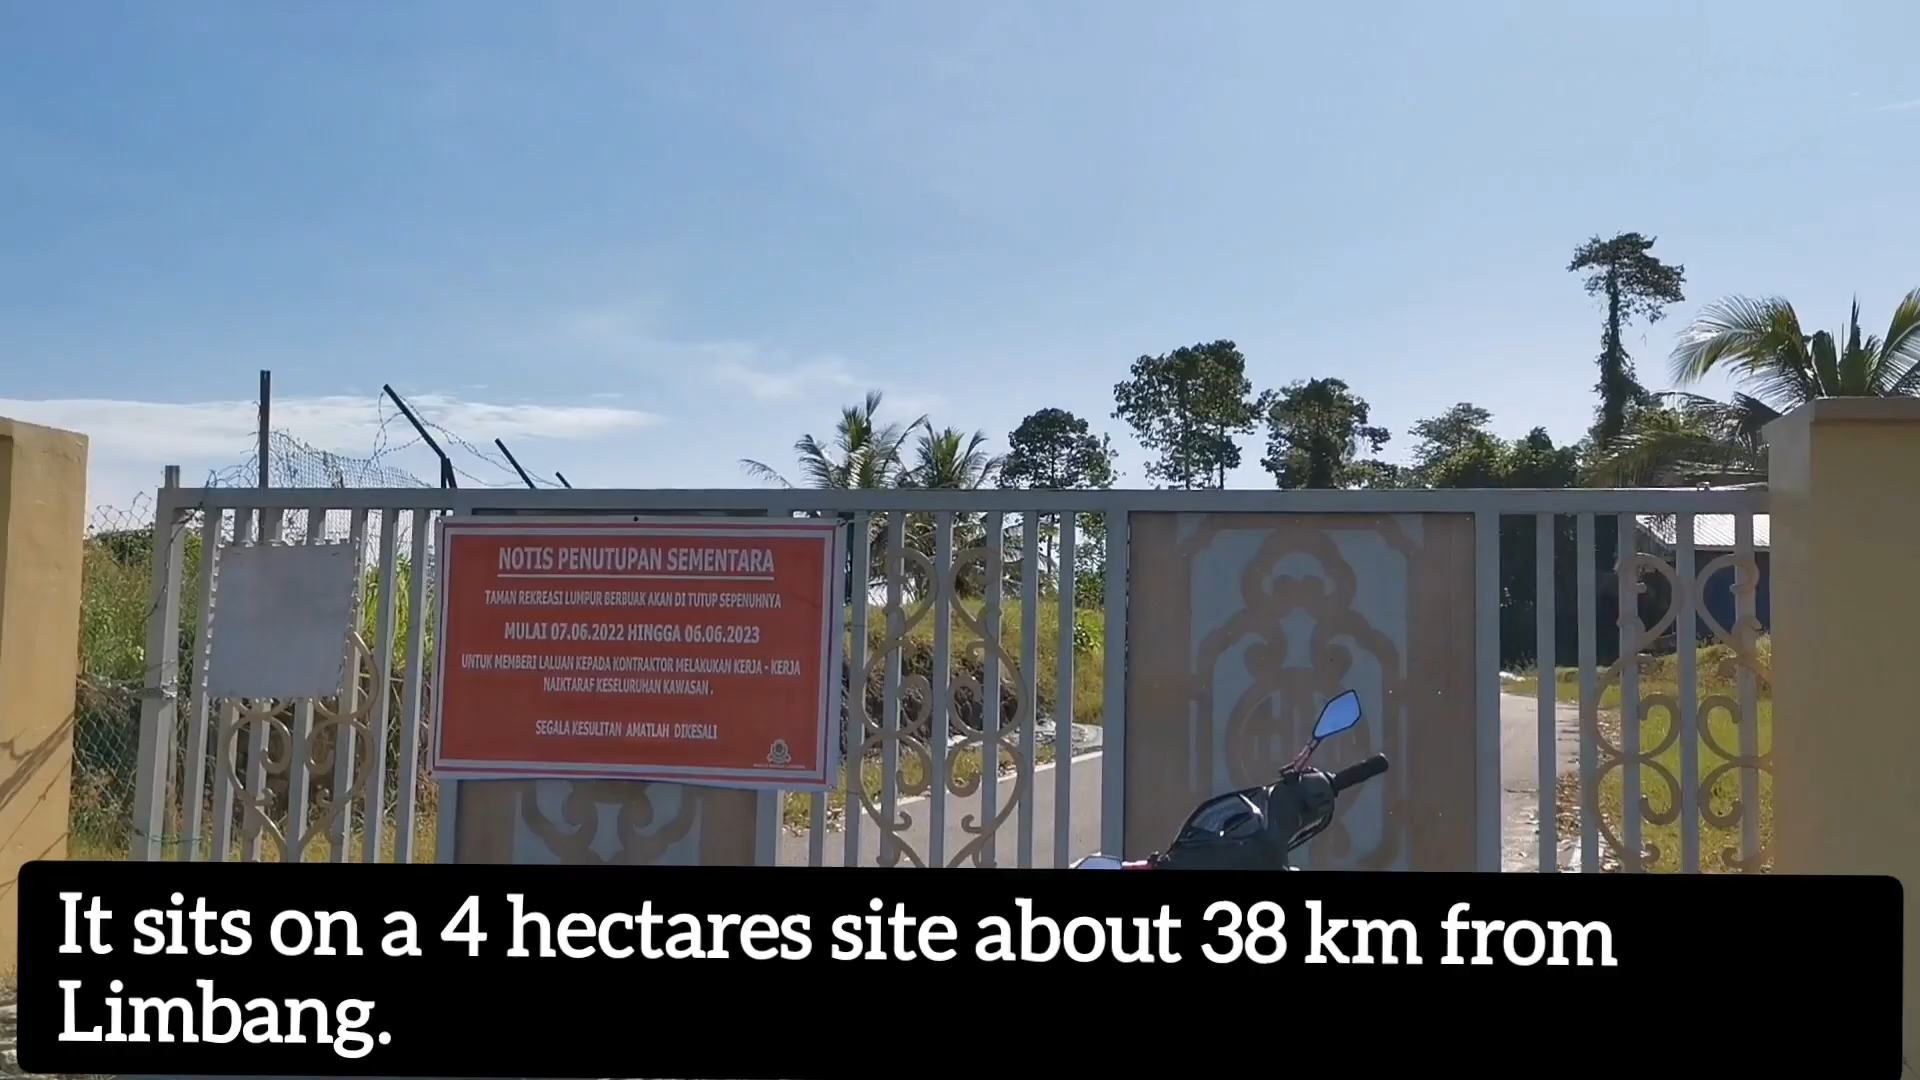 NOTIS PENUTUPAN SEMENTARA
TAMAN REKREASI LUMPUR BERBUAK AKAN DI TUTUP SEPENUHNYA
MULAI 07.06.2022 HINGGA 06.06.2023
UNTUK MEMBERI LALUAN KEPADA KONTRAKTOR MELAKUKAN KERJA - KERJA
NAIKTARAF KESELURUHAN KAWASAN .
SEGALA KESULITAN AMATLAH DIKESALI
It sits on a 4 hectares site about 38 km from
Limbang.